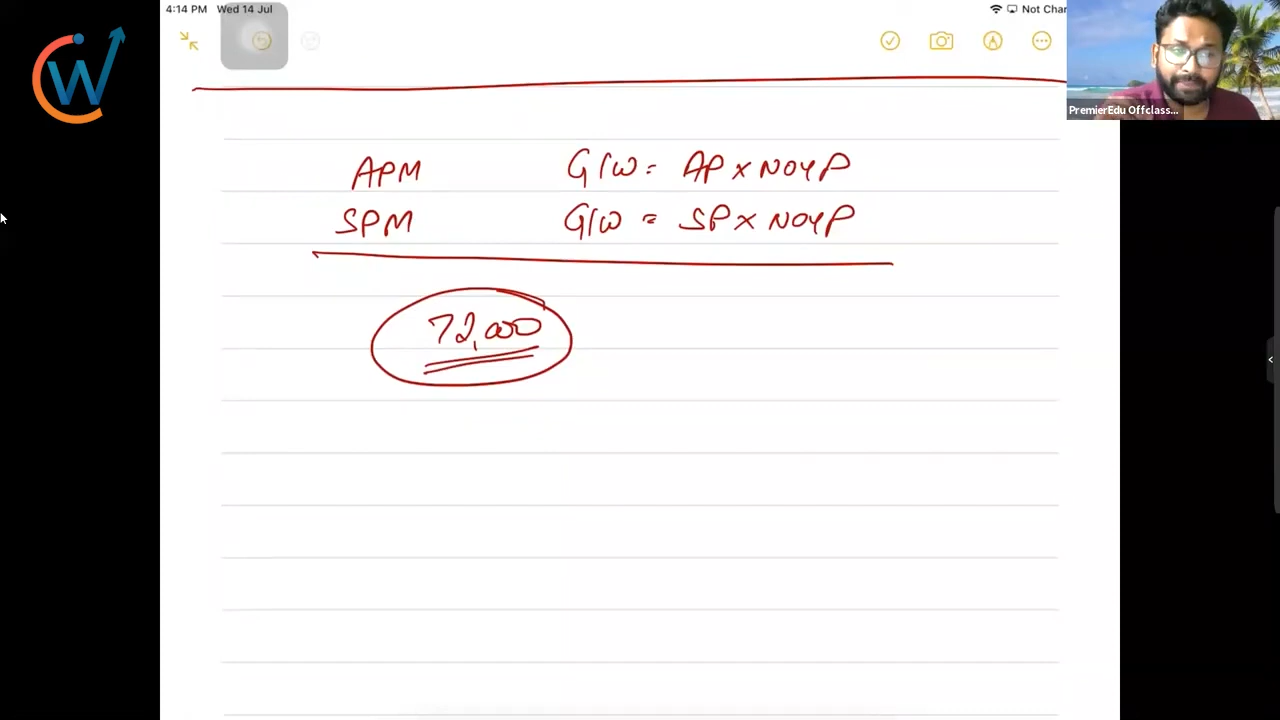 4:14 PM Wed 14 Jul
Not Char
W
PremierEdu Offclass...
APM G/W = AP x NOYP
SPM G/W = SP x NOYP
72,000